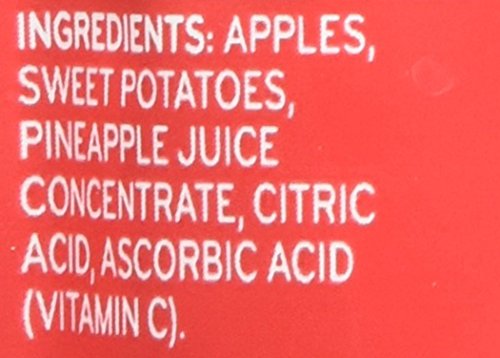 INGREDIENTS: APPLES,
SWEET POTATOES,
PINEAPPLE JUICE
CONCENTRATE, CITRIC
ACID, ASCORBIC ACID
(VITAMIN C).